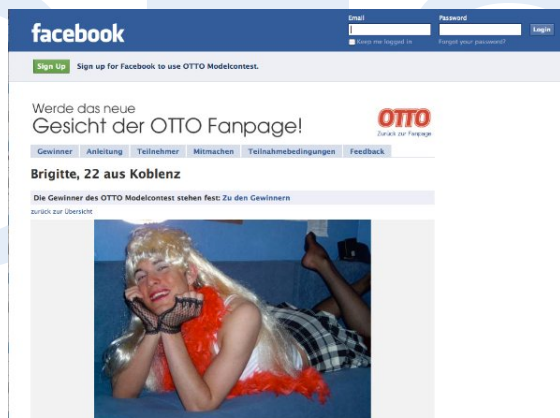 facebook
Email
Password
Login
Keep me logged in
Forgot your password?
Sign Up
Sign up for Facebook to use OTTO Modelcontest.
Werde das neue
Gesicht der OTTO Fanpage!
OTTO
Zurück zur Fanpage
Gewinner Anleitung Teilnehmer Mitmachen Teilnahmebedingungen Feedback
Brigitte, 22 aus Koblenz
Die Gewinner des OTTO Modelcontest stehen fest: Zu den Gewinnern
zurück zur Übersicht